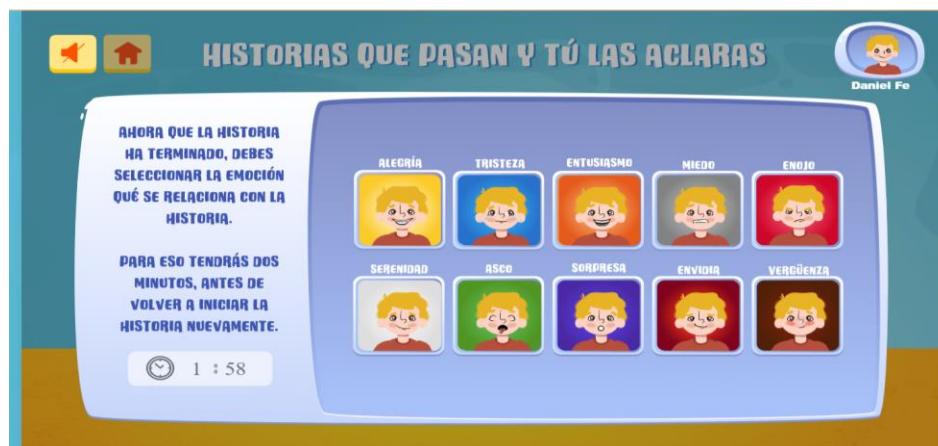 HISTORIAS QUE PASAN Y TÚ LAS ACLARAS
Daniel Fe
AHORA QUE LA HISTORIA
HA TERMINADO, DEBES
SELECCIONAR LA EMOCIÓN
QUÉ SE RELACIONA CON LA
HISTORIA.
PARA ESO TENDRÁS DOS
MINUTOS, ANTES DE
VOLVER A INICIAR LA
HISTORIA NUEVAMENTE.
1 : 58
ALEGRÍA TRISTEZA ENTUSIASMO MIEDO ENOJO
SERENIDAD ASCO SORPRESA ENVIDIA VERGÜENZA